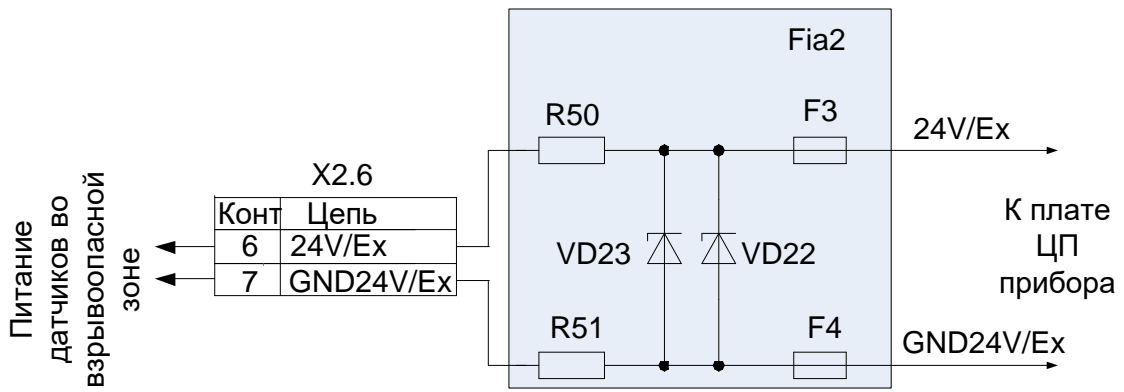 Fia2
R50
F3
24V/Ex
X2.6
Конт Цепь
6 24V/Ex
7 GND24V/Ex
Питание
датчиков во
взрывоопасной
зоне
VD23
VD22
К плате
ЦП
прибора
R51
F4
GND24V/Ex